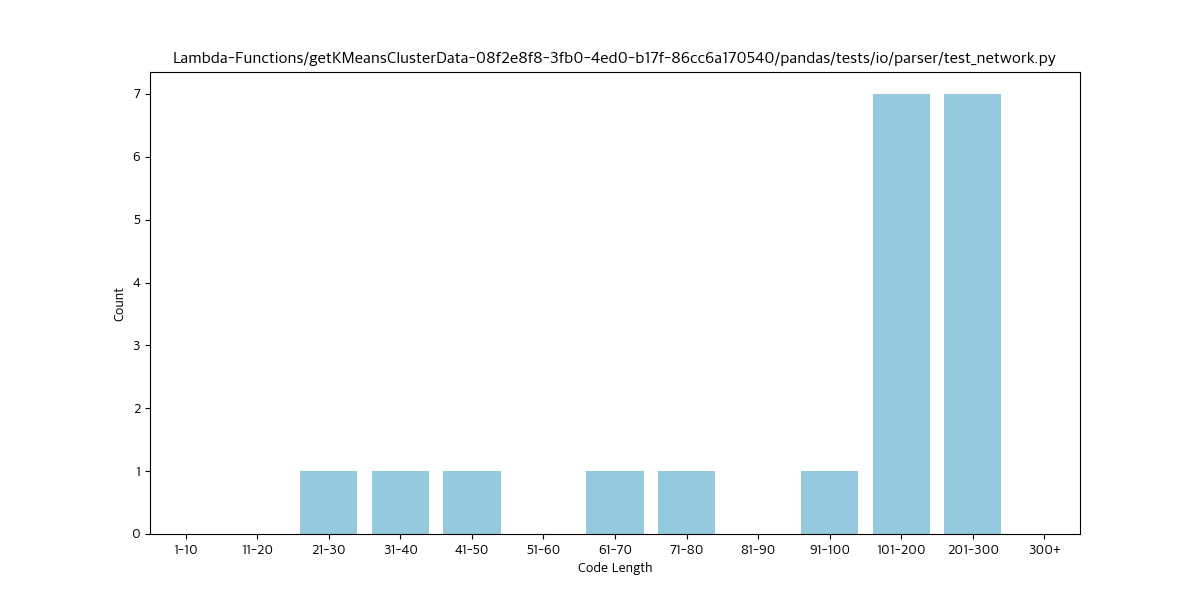 Lambda-Functions/getKMeansClusterData-08f2e8f8-3fb0-4ed0-b17f-86cc6a170540/pandas/tests/io/parser/test_network.py
7
6
5
4
3
2
1
0
Count
1-10 11-20 21-30 31-40 41-50 51-60 61-70 71-80 81-90 91-100 101-200 201-300 300+
Code Length